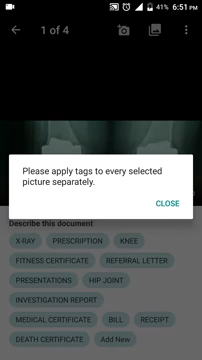 41% 6:51 PM
1 of 4
Please apply tags to every selected
picture separately.
CLOSE
Describe this document
X-RAY PRESCRIPTION KNEE
FITNESS CERTIFICATE REFERRAL LETTER
PRESENTATIONS HIP JOINT
INVESTIGATION REPORT
MEDICAL CERTIFICATE BILL RECEIPT
DEATH CERTIFICATE Add New